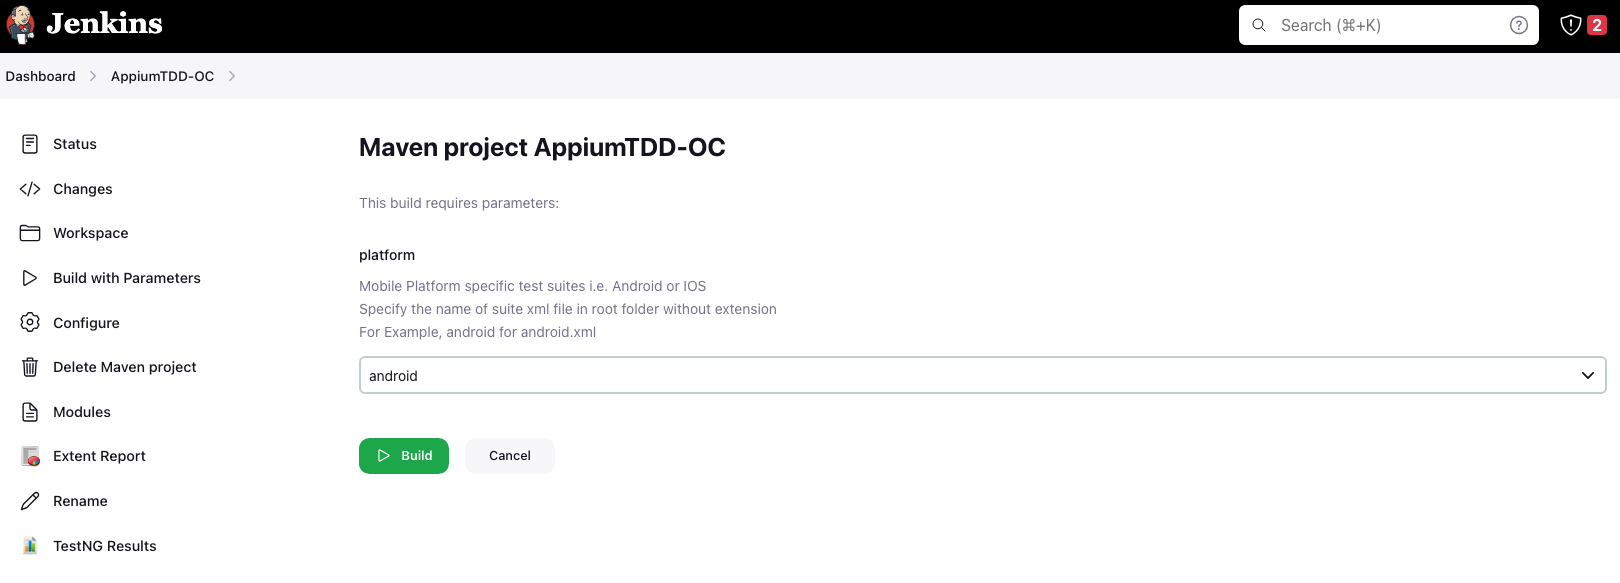 Jenkins
Search (⌘+K)
2
Dashboard
AppiumTDD-OC
Status
Changes
Workspace
Build with Parameters
Configure
Delete Maven project
Modules
Extent Report
Rename
TestNG Results
Maven project AppiumTDD-OC
This build requires parameters:
platform
Mobile Platform specific test suites i.e. Android or IOS
Specify the name of suite xml file in root folder without extension
For Example, android for android.xml
android
Build
Cancel